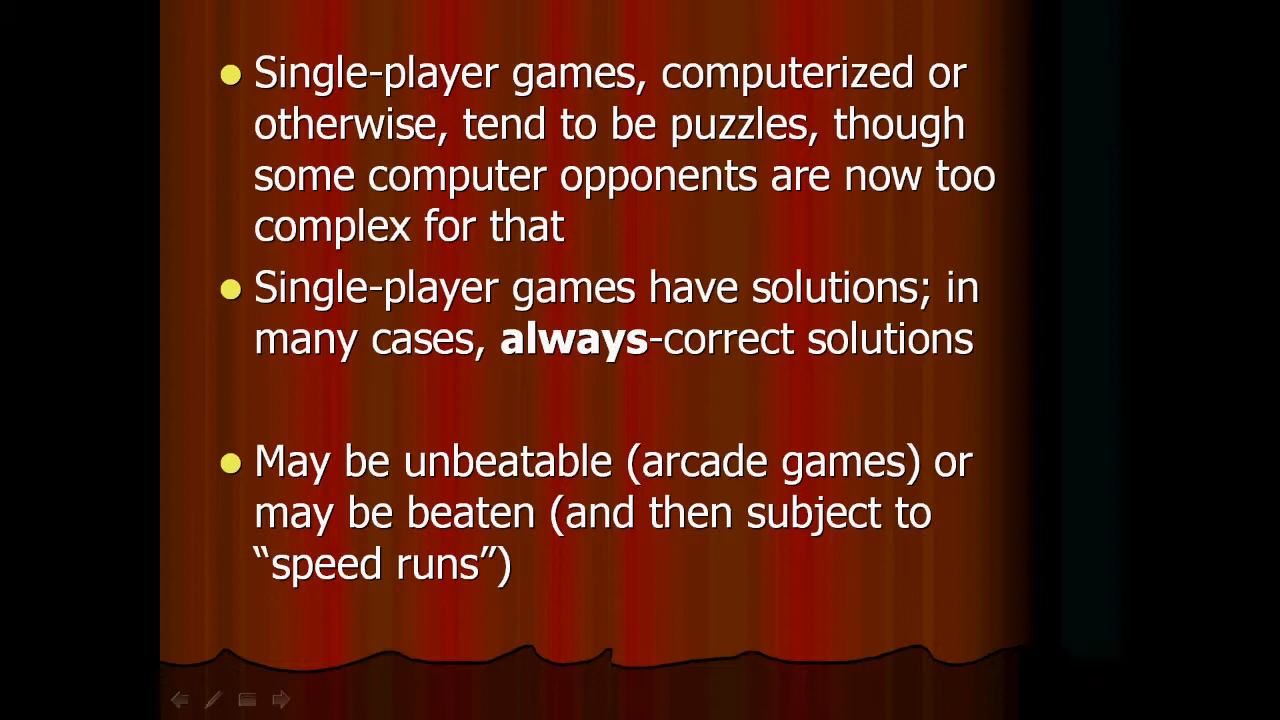 Single-player games, computerized or
otherwise, tend to be puzzles, though
some computer opponents are now too
complex for that
Single-player games have solutions; in
many cases, always-correct solutions
May be unbeatable (arcade games) or
may be beaten (and then subject to
“speed runs”)